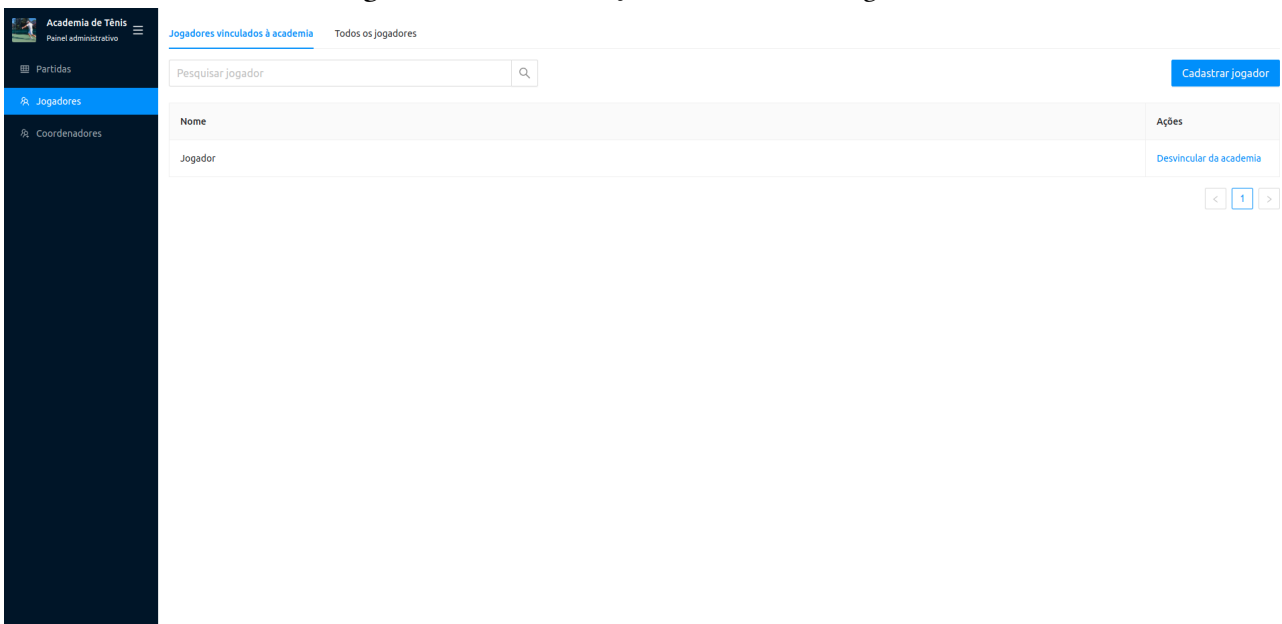 Academia de Tênis
Painel administrativo
Partidas
Jogadores
Coordenadores
Jogadores vinculados à academia
Todos os jogadores
Pesquisar jogador
Cadastrar jogador
Nome
Ações
Jogador
Desvincular da academia
< 1 >